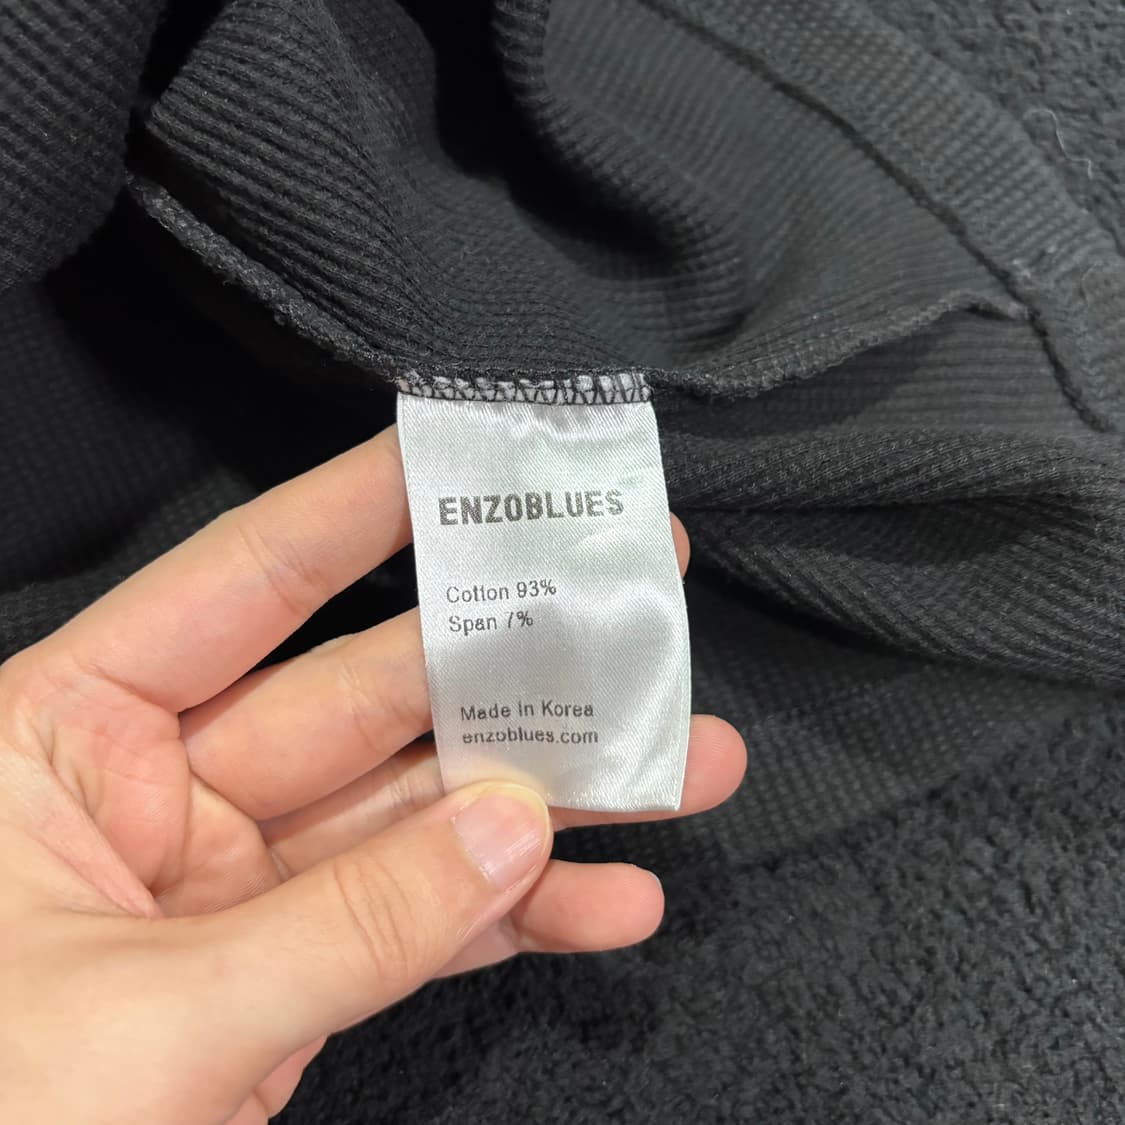 ENZOBLUES
Cotton 93%
Span 7%
Made in Korea
enzoblues.com